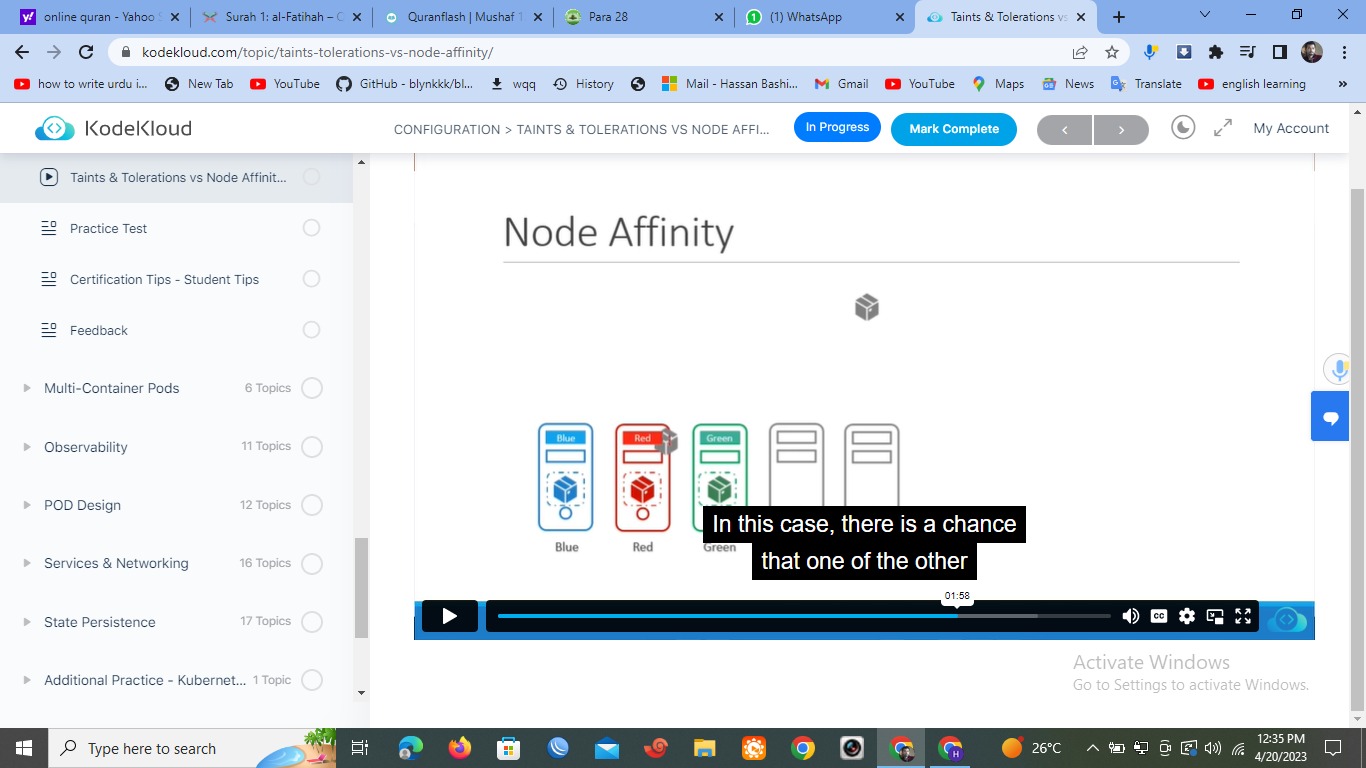 online quran - Yahoo S
Surah 1: al-Fatihah – C
Quranflash | Mushaf 1
Para 28
(1) WhatsApp
Taints & Tolerations vs
kodekloud.com/topic/taints-tolerations-vs-node-affinity/
how to write urdu i...
New Tab
YouTube
GitHub - blynkkk/bl...
wqq
History
Mail - Hassan Bashi...
Gmail
YouTube
Maps
News
Translate
english learning
»
KodeKloud
CONFIGURATION > TAINTS & TOLERATIONS VS NODE AFFI...
In Progress
Mark Complete
My Account
Taints & Tolerations vs Node Affinit...
Practice Test
Certification Tips - Student Tips
Feedback
Multi-Container Pods 6 Topics
Observability 11 Topics
POD Design 12 Topics
Services & Networking 16 Topics
State Persistence 17 Topics
Additional Practice - Kubernet... 1 Topic
Node Affinity
Blue Red Green
Blue Red Green
In this case, there is a chance
that one of the other
01:58
CC
Activate Windows
Go to Settings to activate Windows.
Type here to search
H
26°C
12:35 PM
4/20/2023